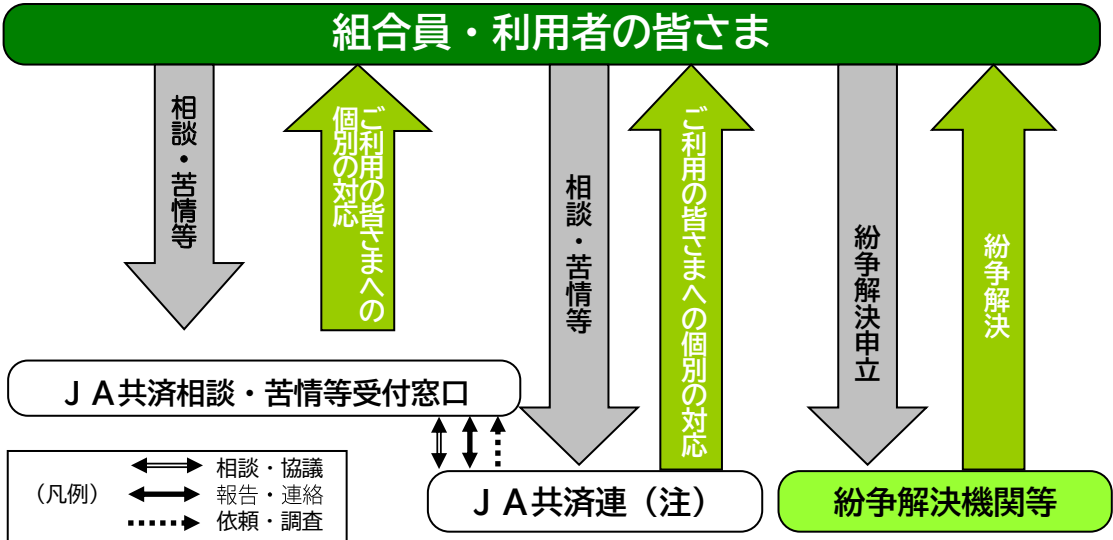 組合員・利用者の皆さま
相談・苦情等
ご利用の皆さまへの
個別の対応
相談・苦情等
ご利用の皆さまへの個別の対応
紛争解決申立
紛争解決
ＪＡ共済相談・苦情等受付窓口
（凡例）
相談・協議
報告・連絡
依頼・調査
ＪＡ共済連（注）
紛争解決機関等